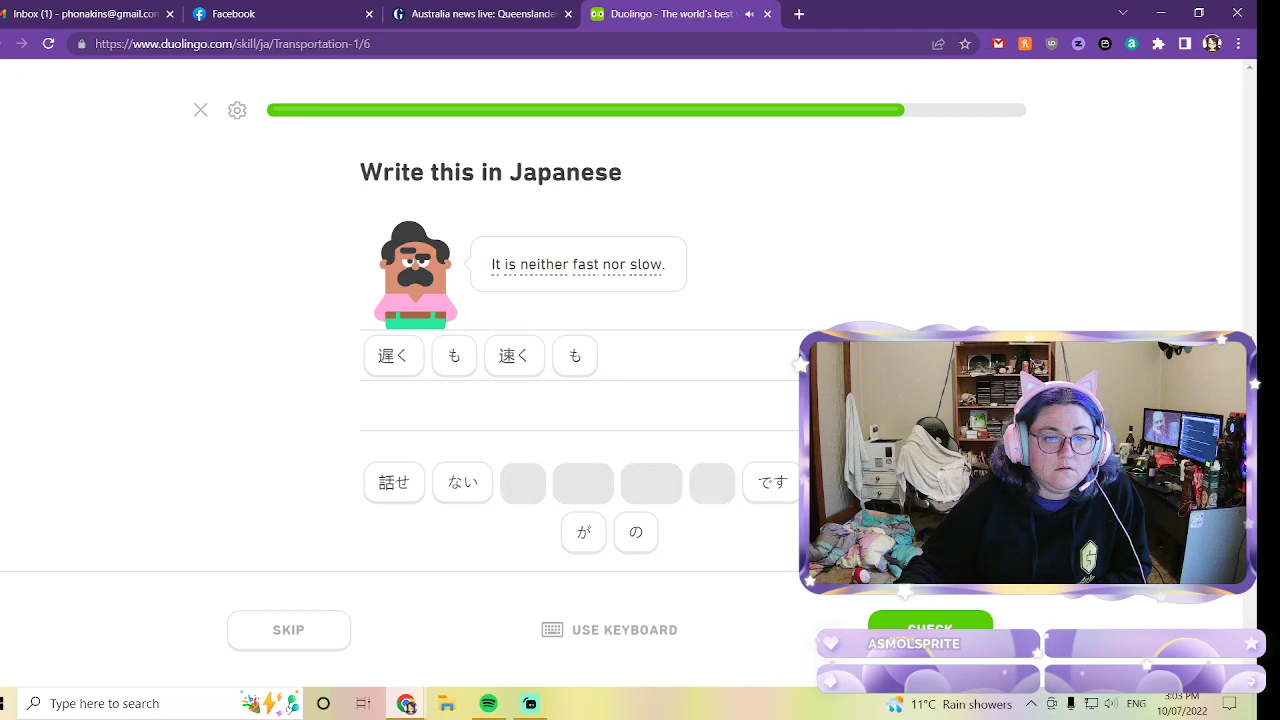 Inbox (1) - phonakins@gmail.com
Facebook
Australia news live: Queenslander
Duolingo - The world's best
https://www.duolingo.com/skill/ja/Transportation-1/6
Write this in Japanese
It is neither fast nor slow.
遅く も 速く も
話せ ない です
が の
SKIP
USE KEYBOARD
CHECK
ASMOLSPRITE
Type here to search
11°C Rain showers
ENG
3:03 PM
10/07/2022